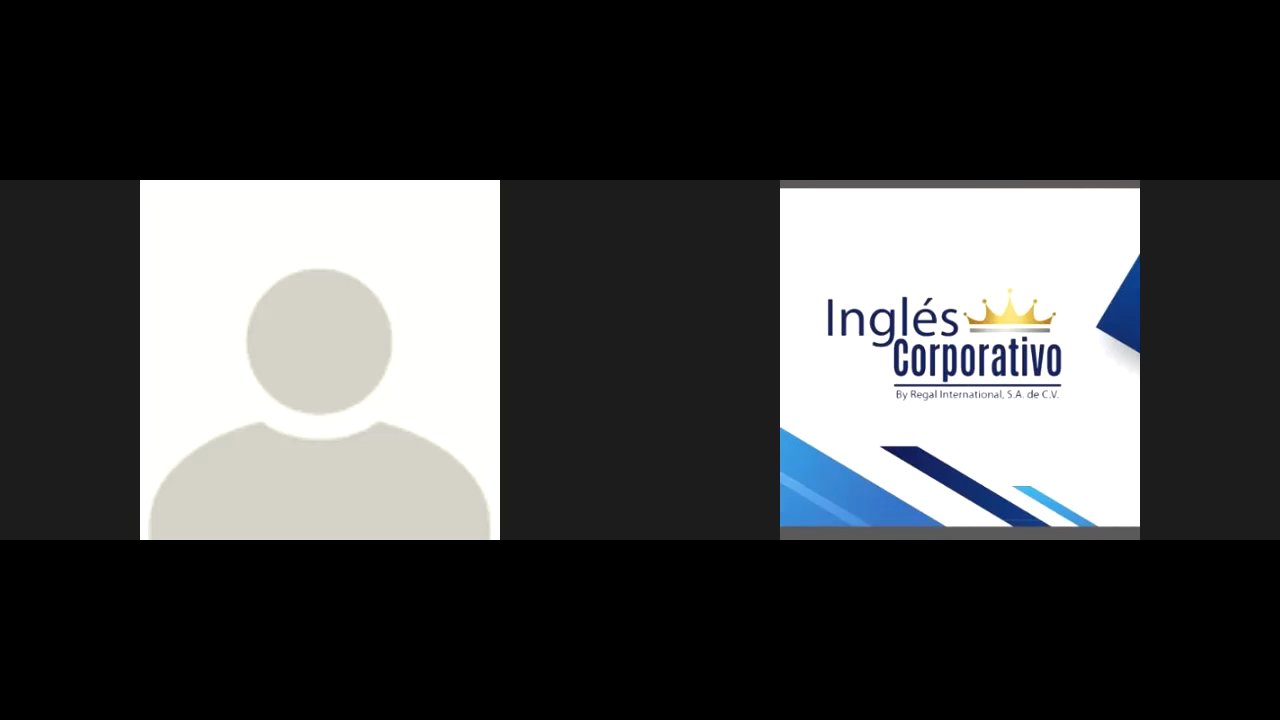 Inglés
Corporativo
By Regal International, S.A. de C.V.